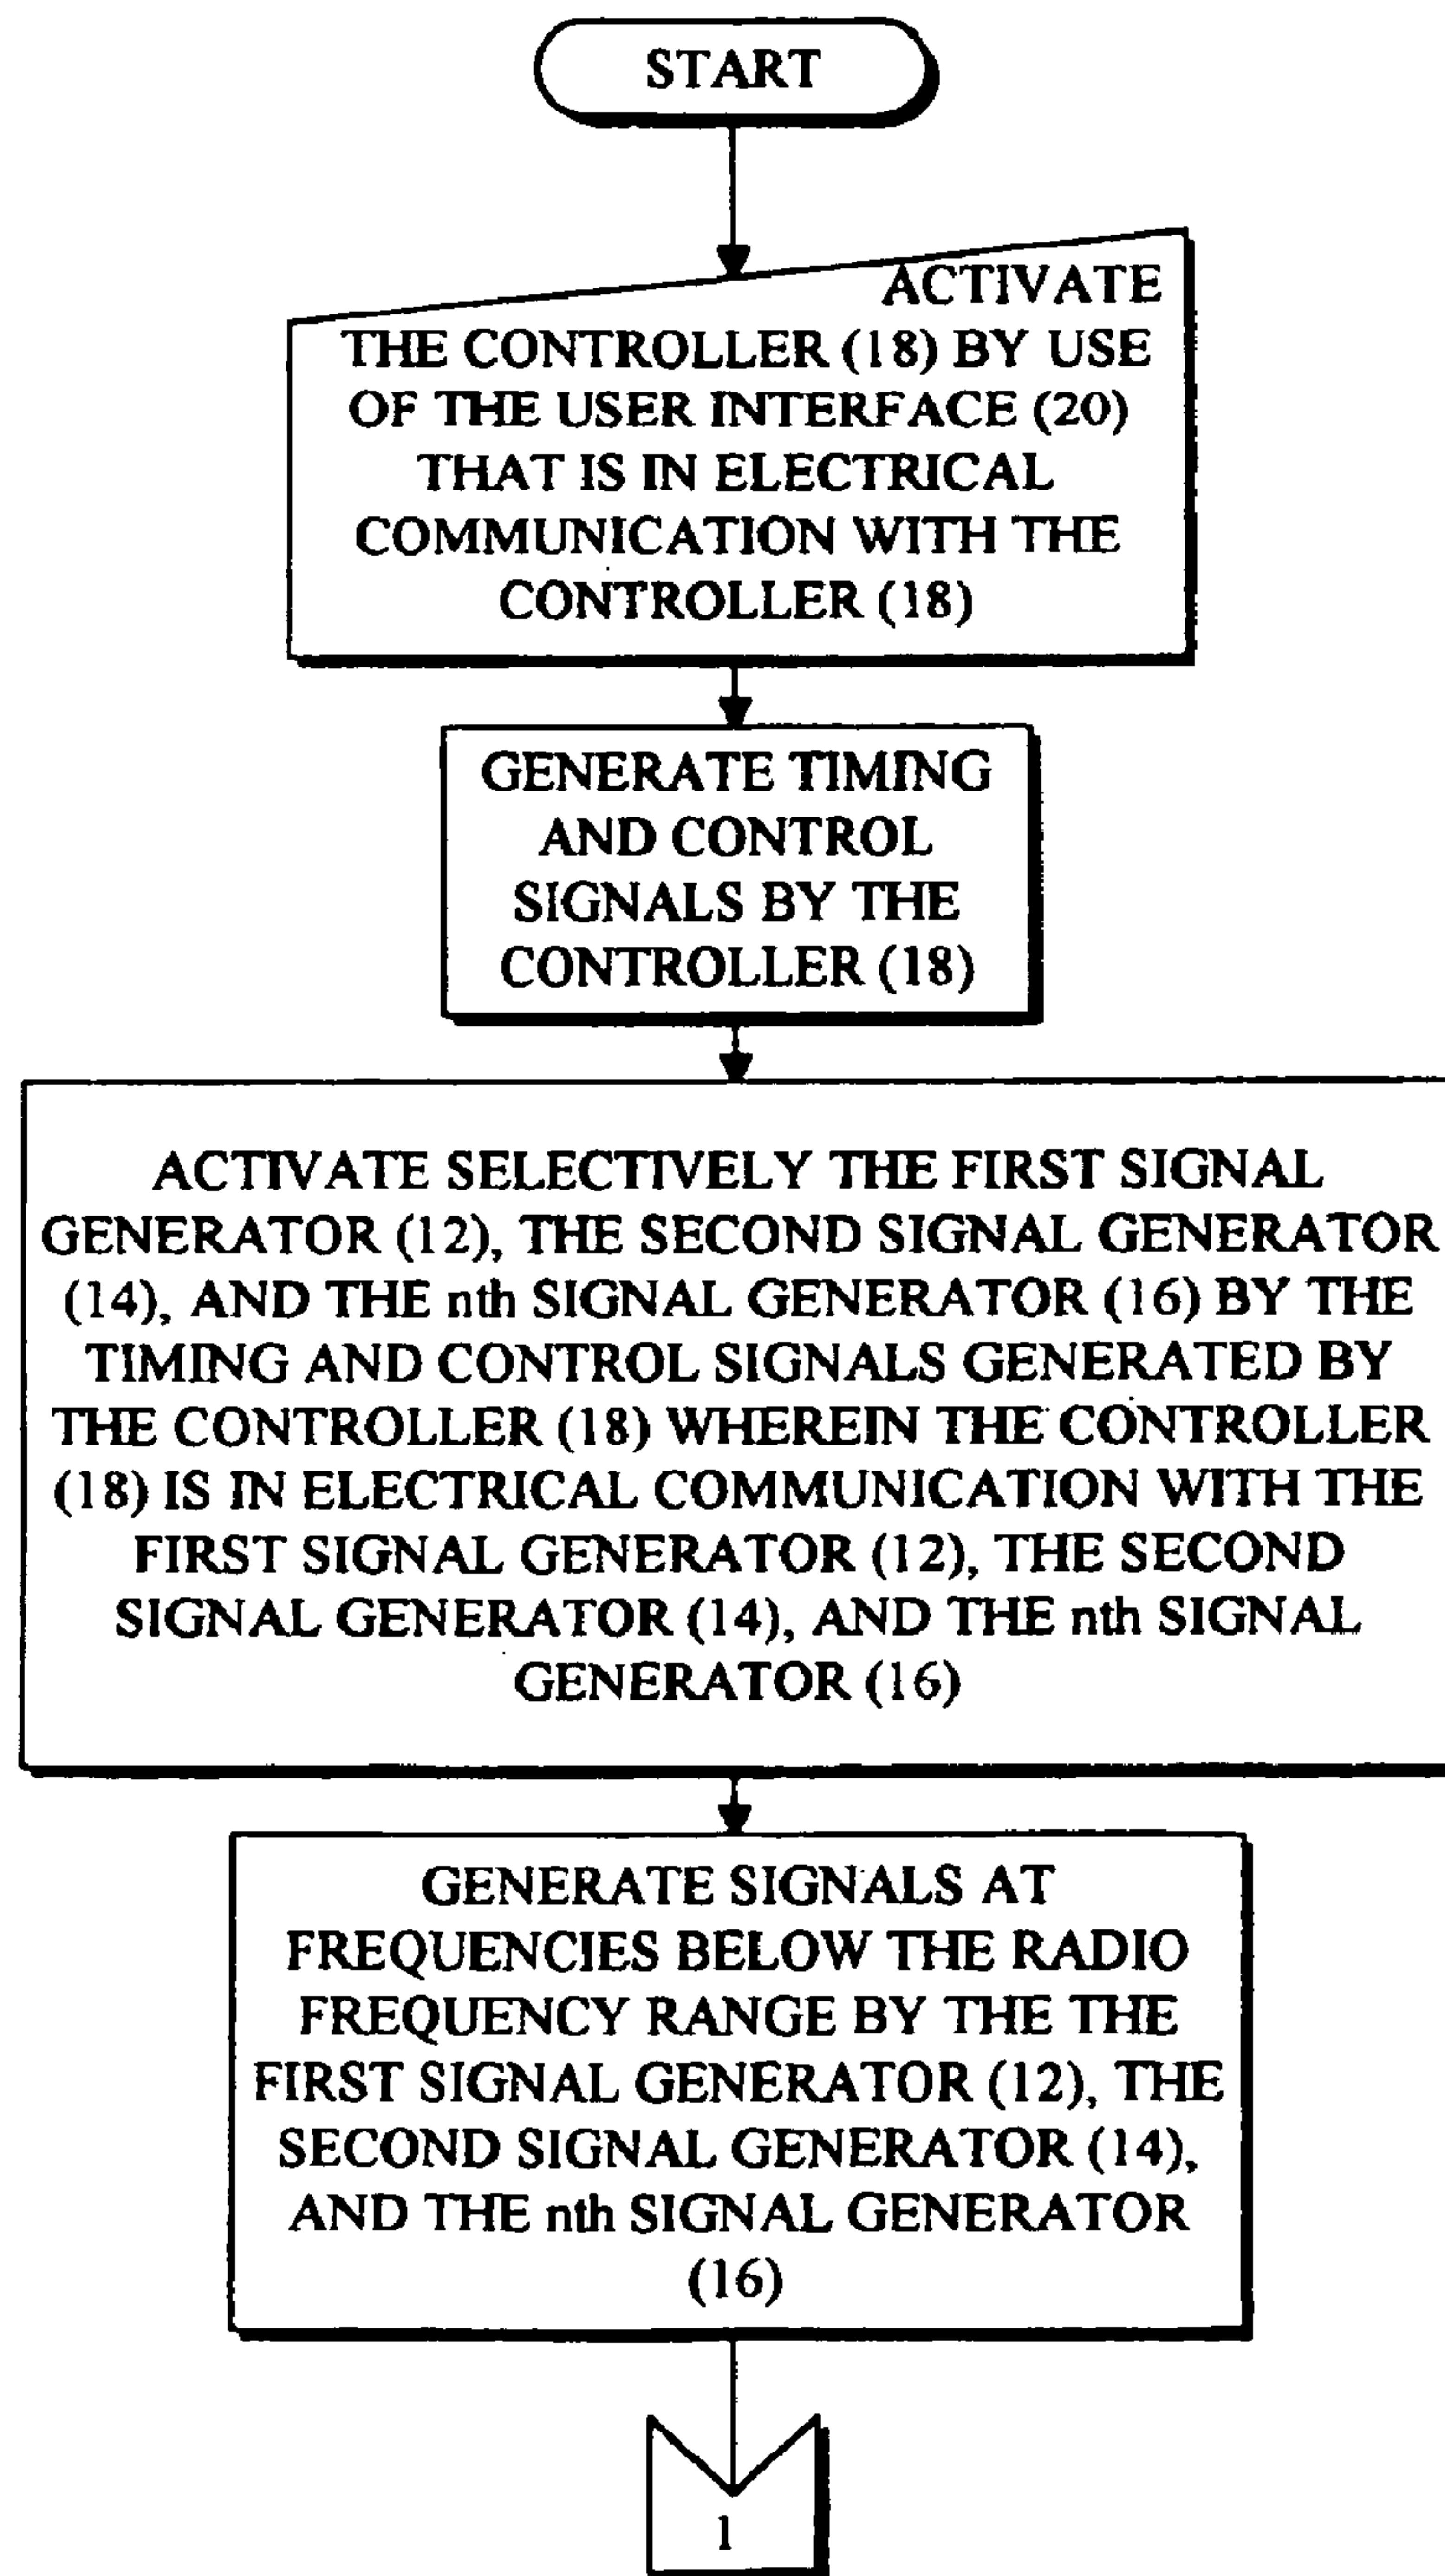 START
ACTIVATE
THE CONTROLLER (18) BY USE
OF THE USER INTERFACE (20)
THAT IS IN ELECTRICAL
COMMUNICATION WITH THE
CONTROLLER (18)
GENERATE TIMING
AND CONTROL
SIGNALS BY THE
CONTROLLER (18)
ACTIVATE SELECTIVELY THE FIRST SIGNAL
GENERATOR (12), THE SECOND SIGNAL GENERATOR
(14), AND THE nth SIGNAL GENERATOR (16) BY THE
TIMING AND CONTROL SIGNALS GENERATED BY
THE CONTROLLER (18) WHEREIN THE CONTROLLER
(18) IS IN ELECTRICAL COMMUNICATION WITH THE
FIRST SIGNAL GENERATOR (12), THE SECOND
SIGNAL GENERATOR (14), AND THE nth SIGNAL
GENERATOR (16)
GENERATE SIGNALS AT
FREQUENCIES BELOW THE RADIO
FREQUENCY RANGE BY THE THE
FIRST SIGNAL GENERATOR (12), THE
SECOND SIGNAL GENERATOR (14),
AND THE nth SIGNAL GENERATOR
(16)
1